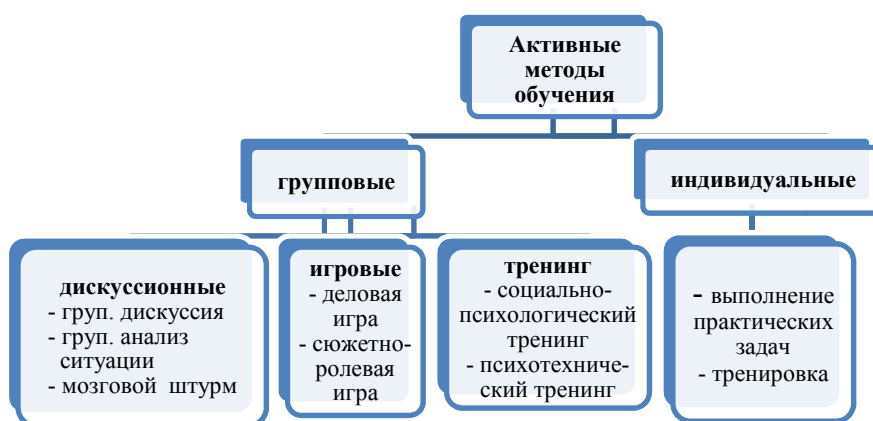 Активные
методы
обучения
групповые
индивидуальные
дискуссионные
- груп. дискуссия
- груп. анализ
ситуации
- мозговой штурм
игровые
- деловая
игра
- сюжетно-
ролевая
игра
тренинг
- социально-
психологический
тренинг
- психотехниче-
ский тренинг
- выполнение
практических
задач
- тренировка